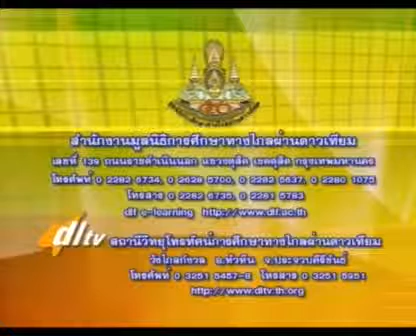 สำนักงานมูลนิธิการศึกษาทางไกลผ่านดาวเทียม
เลขที่ 139 ถนนราชดำเนินนอก แขวงดุสิต เขตดุสิต กรุงเทพมหานคร
โทรศัพท์ 0 2282 6734, 0 2628 5700, 0 2282 5637, 0 2280 1075
โทรสาร 0 2282 6735, 0 2281 5783
dlf e-learning http://www.dlf.ac.th
dltv สถานีวิทยุโทรทัศน์การศึกษาทางไกลผ่านดาวเทียม
วังไกลกังวล อ.หัวหิน จ.ประจวบคีรีขันธ์
โทรศัพท์ 0 3251 5457-8 โทรสาร 0 3251 5951
http://www.dltv.th.org